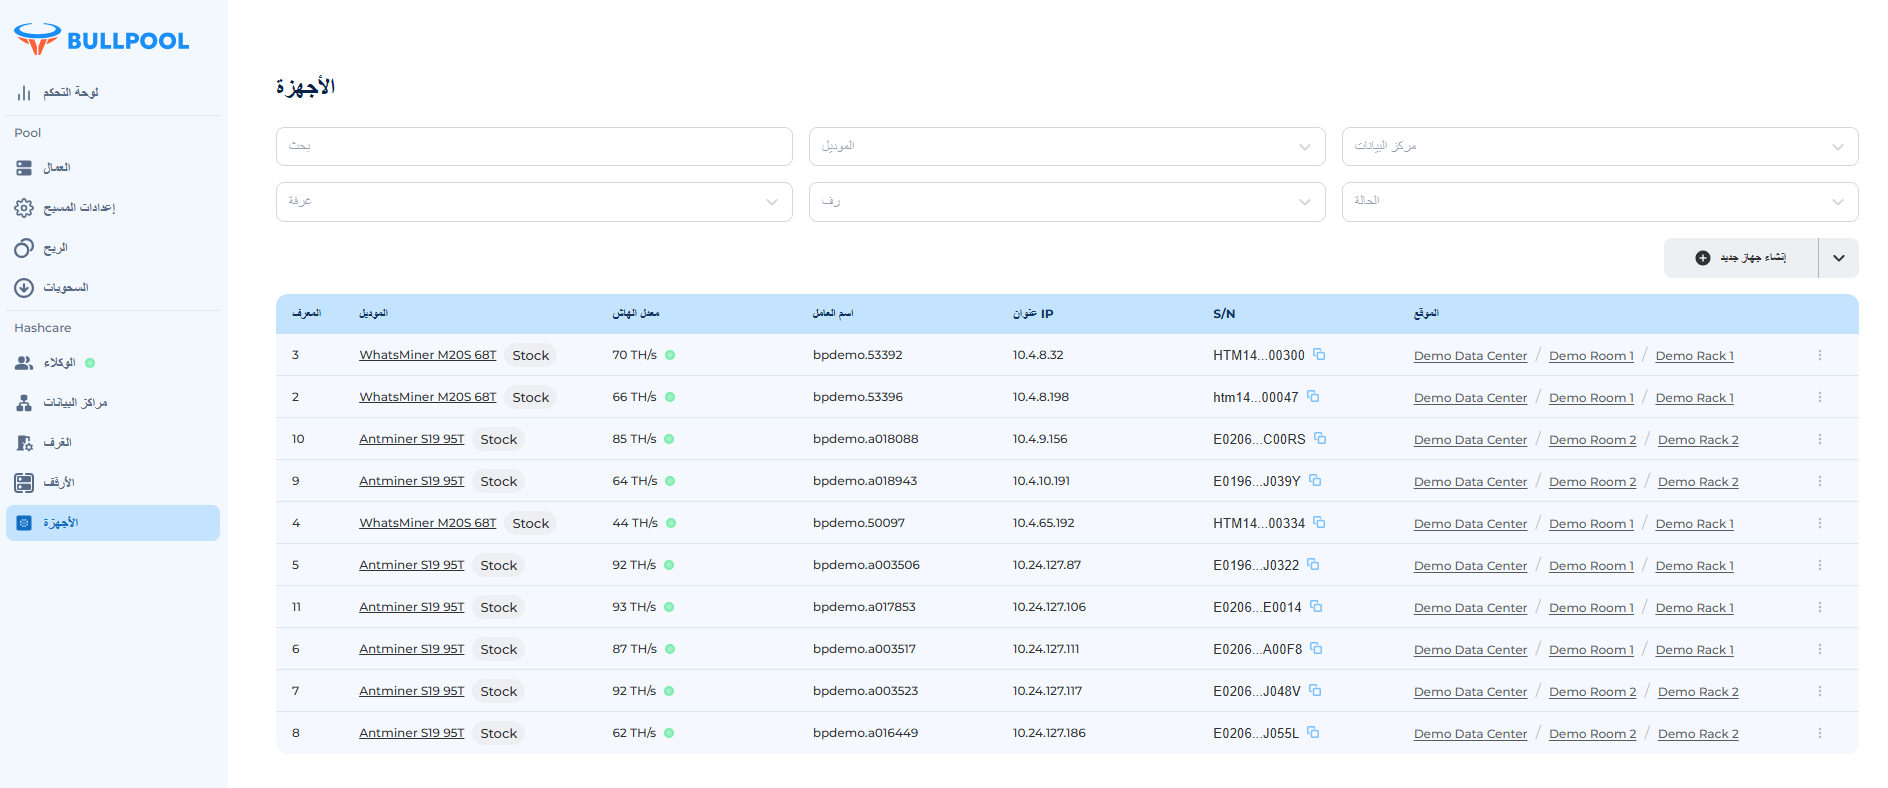 BULLPOOL
لوحة التحكم
Pool
العمال
إعدادات المسبح
الربح
السحوبات
Hashcare
الوكلاء
مراكز البيانات
الغرف
الأرفف
الأجهزة
الأجهزة
بحث
الموديل
مركز البيانات
غرفة
رف
الحالة
إنشاء جهاز جديد
المعرف الموديل معدل الهاش اسم العامل عنوان IP S/N الموقع
3 WhatsMiner M20S 68T Stock 70 TH/s bpdemo.53392 10.4.8.32 HTM14...00300 Demo Data Center / Demo Room 1 / Demo Rack 1
2 WhatsMiner M20S 68T Stock 66 TH/s bpdemo.53396 10.4.8.198 htm14...00047 Demo Data Center / Demo Room 1 / Demo Rack 1
10 Antminer S19 95T Stock 85 TH/s bpdemo.a018088 10.4.9.156 E0206...C00RS Demo Data Center / Demo Room 2 / Demo Rack 2
9 Antminer S19 95T Stock 64 TH/s bpdemo.a018943 10.4.10.191 E0196...J039Y Demo Data Center / Demo Room 2 / Demo Rack 2
4 WhatsMiner M20S 68T Stock 44 TH/s bpdemo.50097 10.4.65.192 HTM14...00334 Demo Data Center / Demo Room 1 / Demo Rack 1
5 Antminer S19 95T Stock 92 TH/s bpdemo.a003506 10.24.127.87 E0196...J0322 Demo Data Center / Demo Room 1 / Demo Rack 1
11 Antminer S19 95T Stock 93 TH/s bpdemo.a017853 10.24.127.106 E0206...E0014 Demo Data Center / Demo Room 1 / Demo Rack 1
6 Antminer S19 95T Stock 87 TH/s bpdemo.a003517 10.24.127.111 E0206...A00F8 Demo Data Center / Demo Room 1 / Demo Rack 1
7 Antminer S19 95T Stock 92 TH/s bpdemo.a003523 10.24.127.117 E0206...J048V Demo Data Center / Demo Room 2 / Demo Rack 2
8 Antminer S19 95T Stock 62 TH/s bpdemo.a016449 10.24.127.186 E0206...J055L Demo Data Center / Demo Room 2 / Demo Rack 2